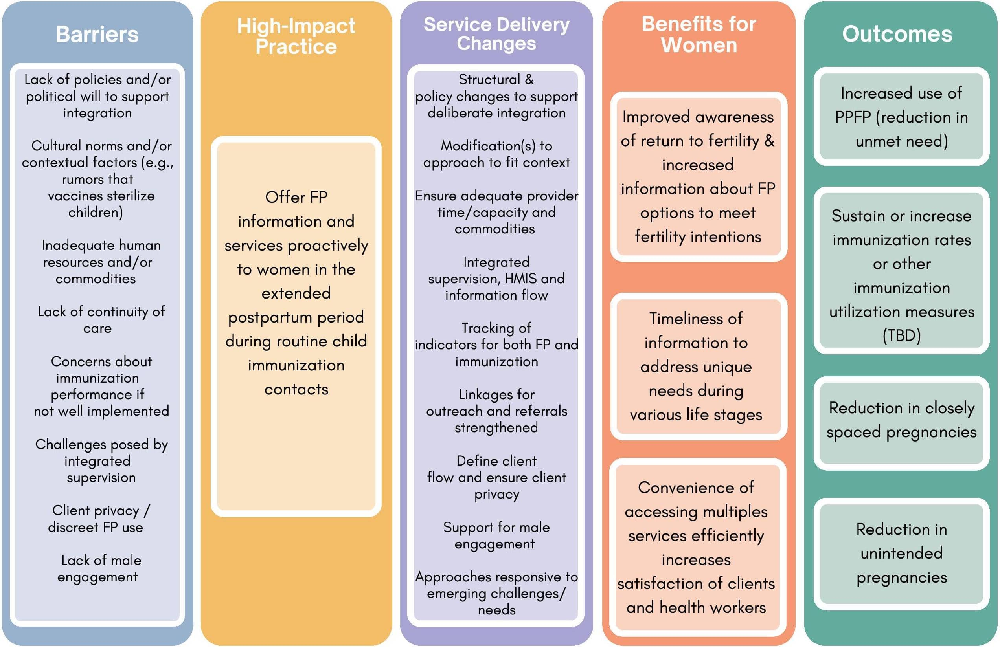 Barriers
Lack of policies and/or
political will to support
integration
Cultural norms and/or
contextual factors (e.g.,
rumors that
vaccines sterilize
children)
Inadequate human
resources and/or
commodities
Lack of continuity of
care
Concerns about
immunization
performance if
not well implemented
Challenges posed by
integrated
supervision
Client privacy /
discreet FP use
Lack of male
engagement
High-Impact
Practice
Offer FP
information and
services proactively
to women in the
extended
postpartum period
during routine child
immunization
contacts
Service Delivery
Changes
Structural &
policy changes to support
deliberate integration
Modification(s) to
approach to fit context
Ensure adequate provider
time/capacity and
commodities
Integrated
supervision, HMIS and
information flow
Tracking of
indicators for both FP and
immunization
Linkages for
outreach and referrals
strengthened
Define client
flow and ensure client
privacy
Support for male
engagement
Approaches responsive to
emerging challenges/
needs
Benefits for
Women
Improved awareness
of return to fertility &
increased
information about FP
options to meet
fertility intentions
Timeliness of
information to
address unique
needs during
various life stages
Convenience of
accessing multiples
services efficiently
increases
satisfaction of clients
and health workers
Outcomes
Increased use of
PPFP (reduction in
unmet need)
Sustain or increase
immunization rates
or other
immunization
utilization measures
(TBD)
Reduction in closely
spaced pregnancies
Reduction in
unintended
pregnancies